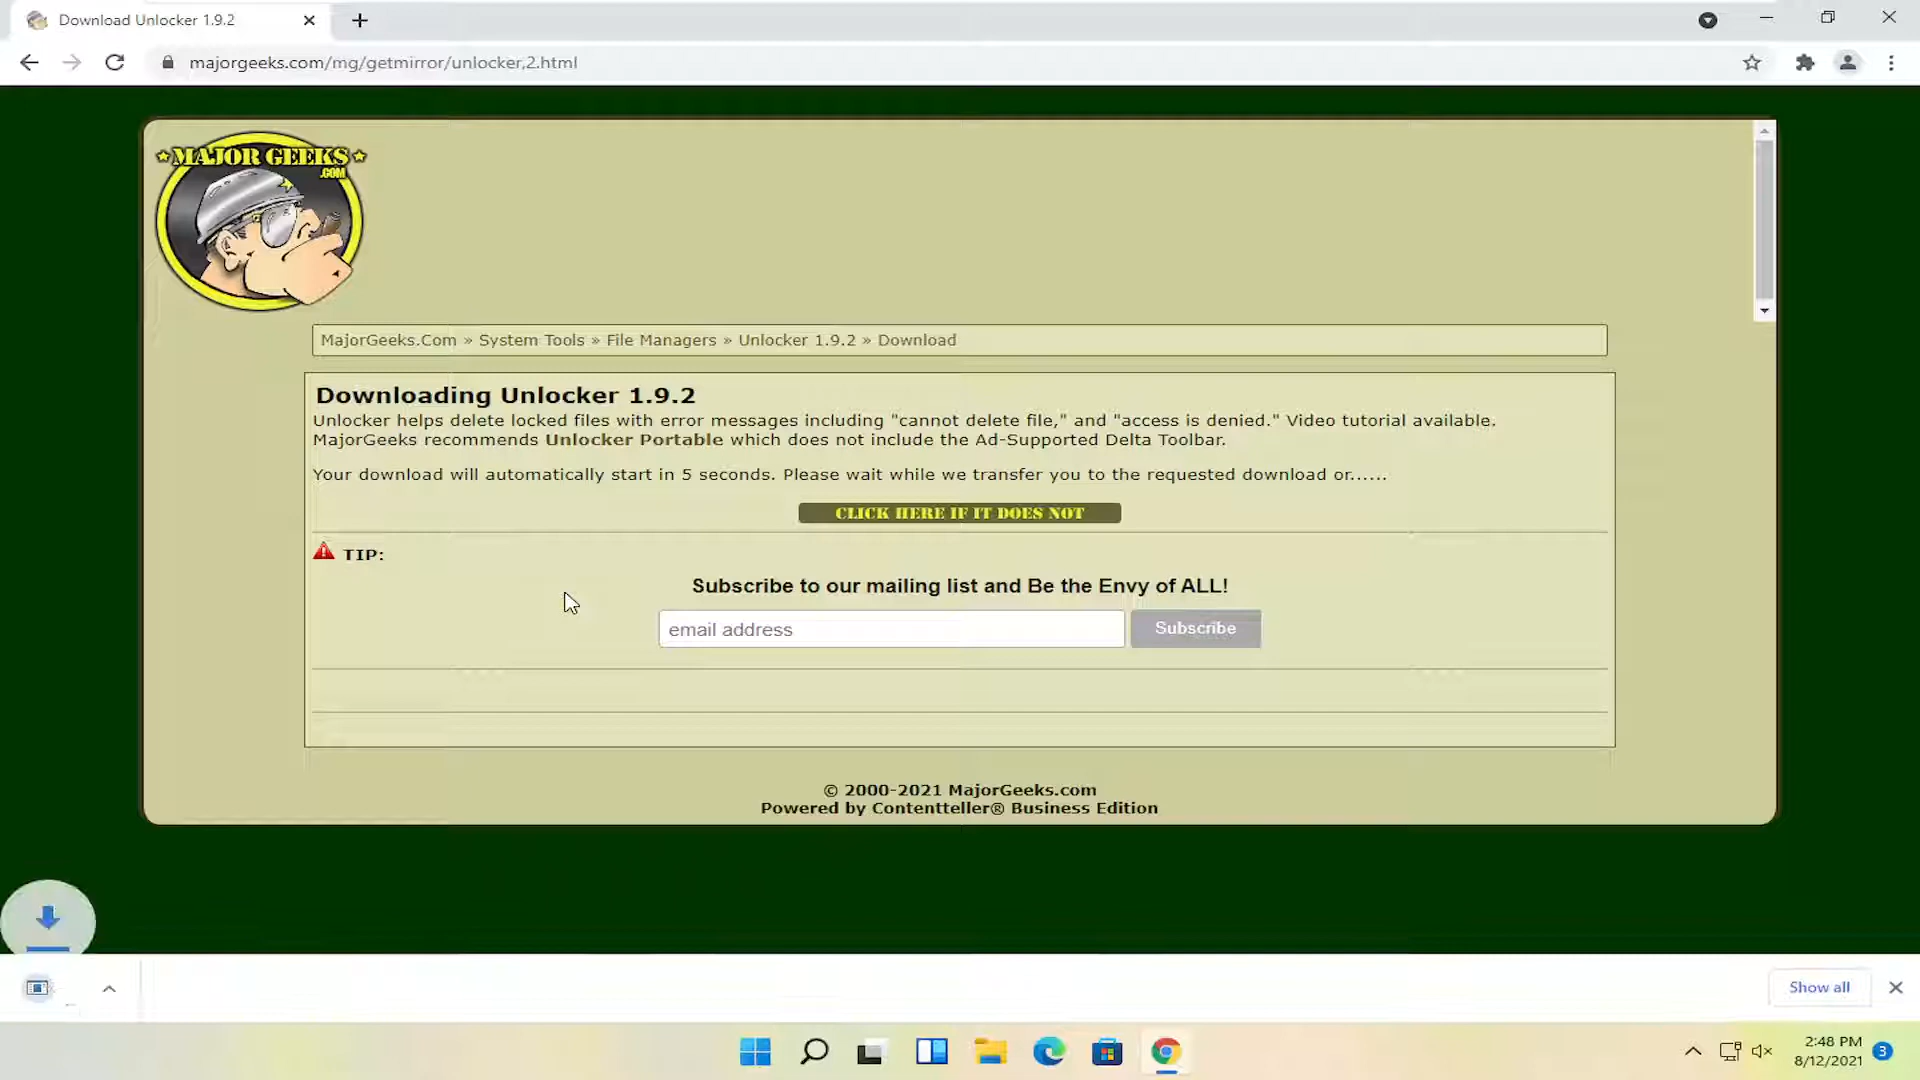 Download Unlocker 1.9.2
majorgeeks.com/mg/getmirror/unlocker,2.html
MAJOR GEEKS
.COM
MajorGeeks.Com » System Tools » File Managers » Unlocker 1.9.2 » Download
Downloading Unlocker 1.9.2
Unlocker helps delete locked files with error messages including "cannot delete file," and "access is denied." Video tutorial available.
MajorGeeks recommends Unlocker Portable which does not include the Ad-Supported Delta Toolbar.
Your download will automatically start in 5 seconds. Please wait while we transfer you to the requested download or......
CLICK HERE IF IT DOES NOT
TIP:
Subscribe to our mailing list and Be the Envy of ALL!
email address
Subscribe
© 2000-2021 MajorGeeks.com
Powered by Contentteller® Business Edition
Show all
2:48 PM
8/12/2021
3